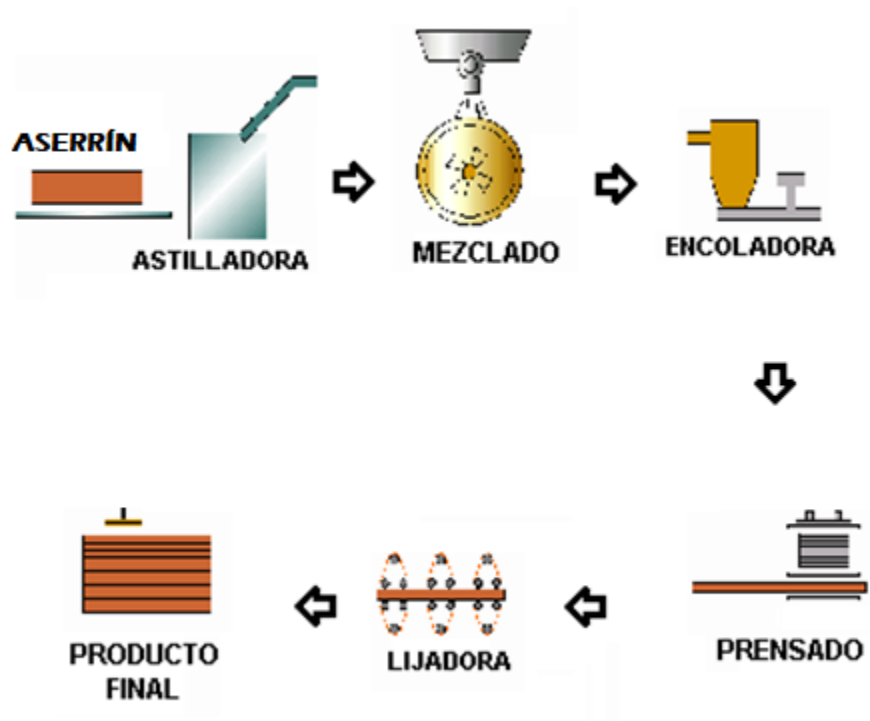 ASERRÍN
ASTILLADORA
MEZCLADO
ENCOLADORA
PRENSADO
LIJADORA
PRODUCTO
FINAL